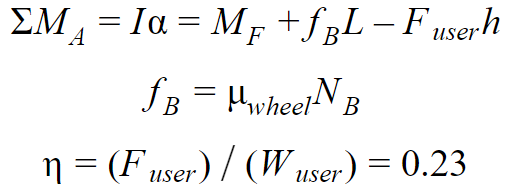 ΣM_A = Iα = M_F + f_B L – F_user h
f_B = μ_wheel N_B
η = (F_user) / (W_user) = 0.23